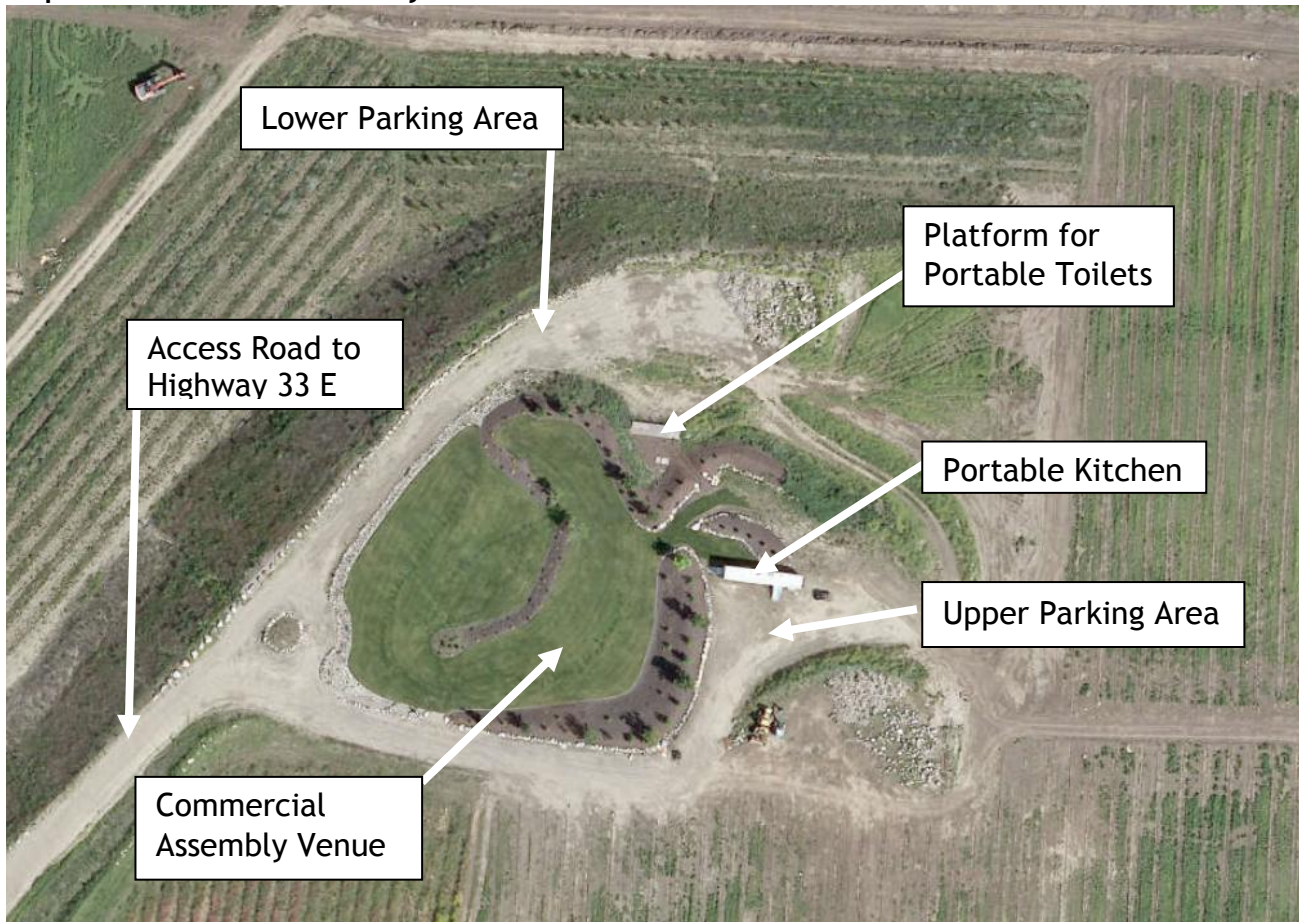 Lower Parking Area
Platform for
Portable Toilets
Access Road to
Highway 33 E
Portable Kitchen
Upper Parking Area
Commercial
Assembly Venue